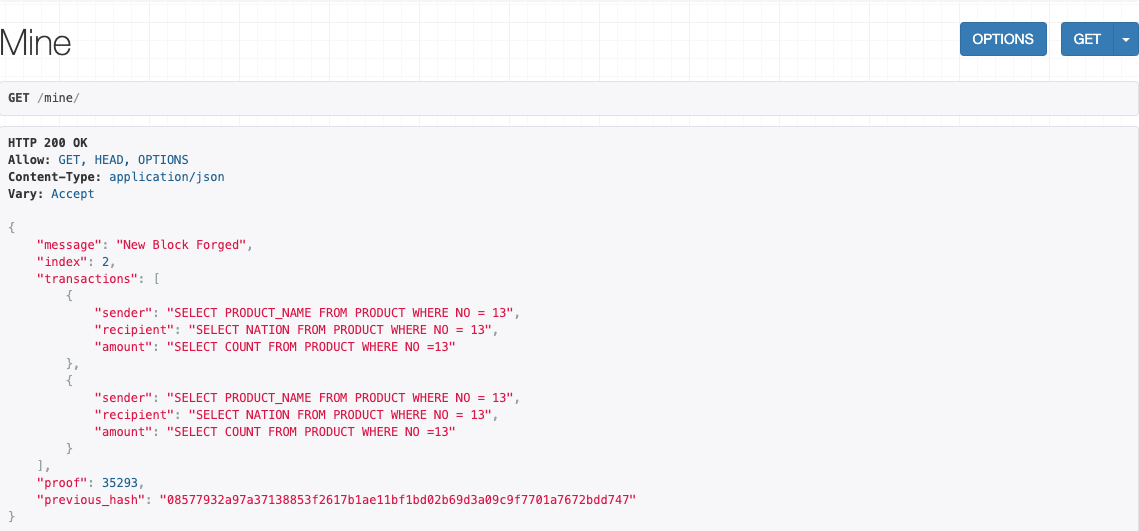 Mine
OPTIONS
GET
GET /mine/
HTTP 200 OK
Allow: GET, HEAD, OPTIONS
Content-Type: application/json
Vary: Accept
{
"message": "New Block Forged",
"index": 2,
"transactions": [
{
"sender": "SELECT PRODUCT_NAME FROM PRODUCT WHERE NO = 13",
"recipient": "SELECT NATION FROM PRODUCT WHERE NO = 13",
"amount": "SELECT COUNT FROM PRODUCT WHERE NO =13"
},
{
"sender": "SELECT PRODUCT_NAME FROM PRODUCT WHERE NO = 13",
"recipient": "SELECT NATION FROM PRODUCT WHERE NO = 13",
"amount": "SELECT COUNT FROM PRODUCT WHERE NO =13"
}
],
"proof": 35293,
"previous_hash": "08577932a97a37138853f2617b1ae11bf1bd02b69d3a09c9f7701a7672bdd747"
}